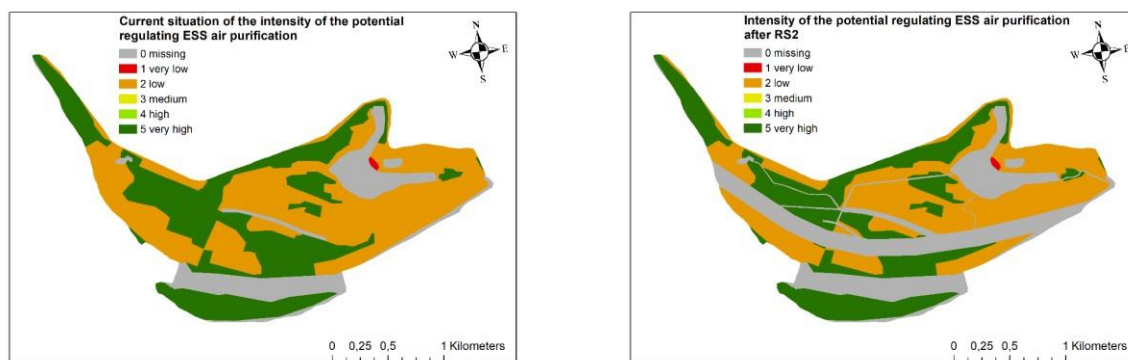 Current situation of the intensity of the potential
regulating ESS air purification
0 missing
1 very low
2 low
3 medium
4 high
5 very high
N
W E
S
0 0,25 0,5 1 Kilometers
Intensity of the potential regulating ESS air purification
after RS2
0 missing
1 very low
2 low
3 medium
4 high
5 very high
N
W E
S
0 0,25 0,5 1 Kilometers